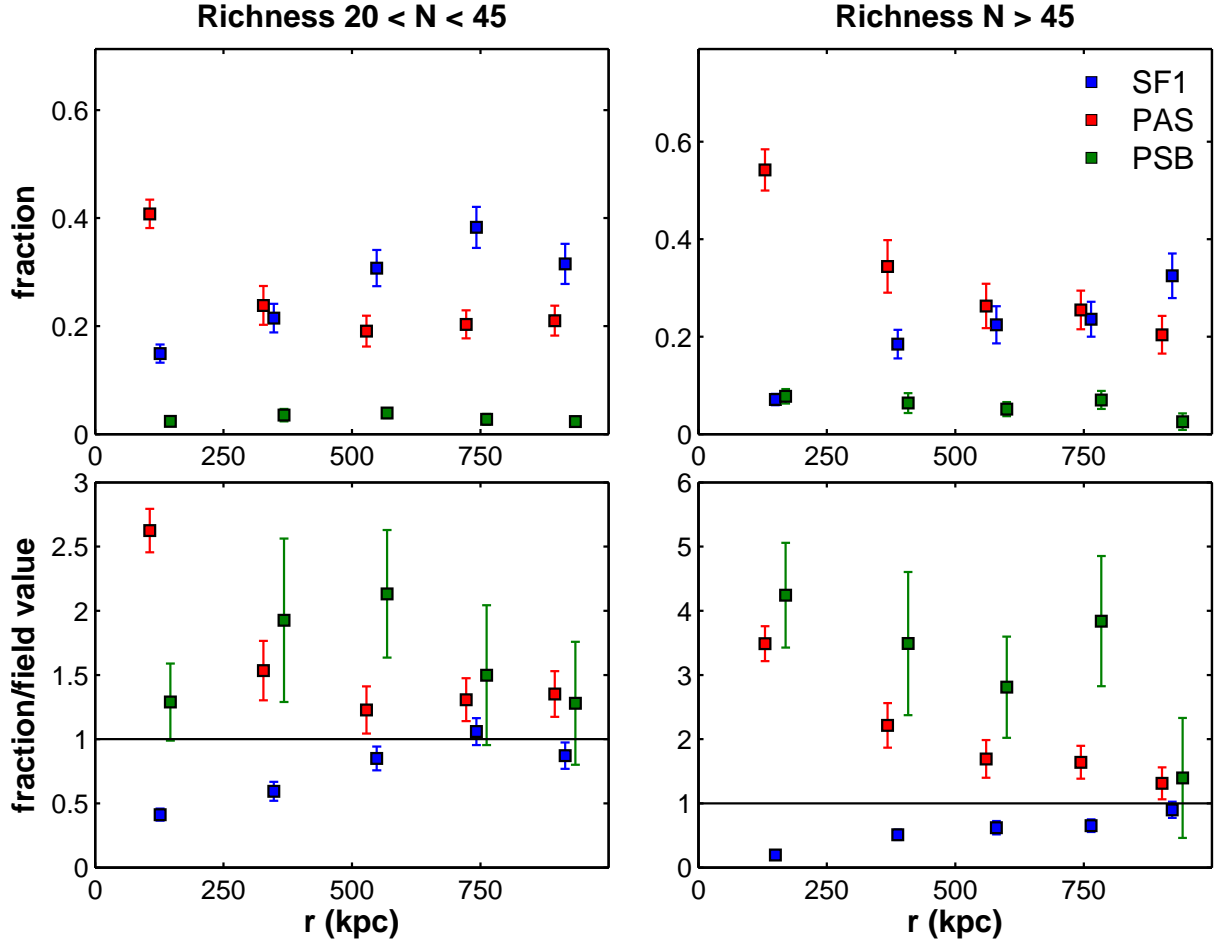 Richness 20 < N < 45
Richness N > 45
fraction
0.6
0.4
0.2
0
0 250 500 750
0.6
0.4
0.2
0
0 250 500 750
SF1
PAS
PSB
fraction/field value
3
2.5
2
1.5
1
0.5
0
0 250 500 750
r (kpc)
6
5
4
3
2
1
0
0 250 500 750
r (kpc)